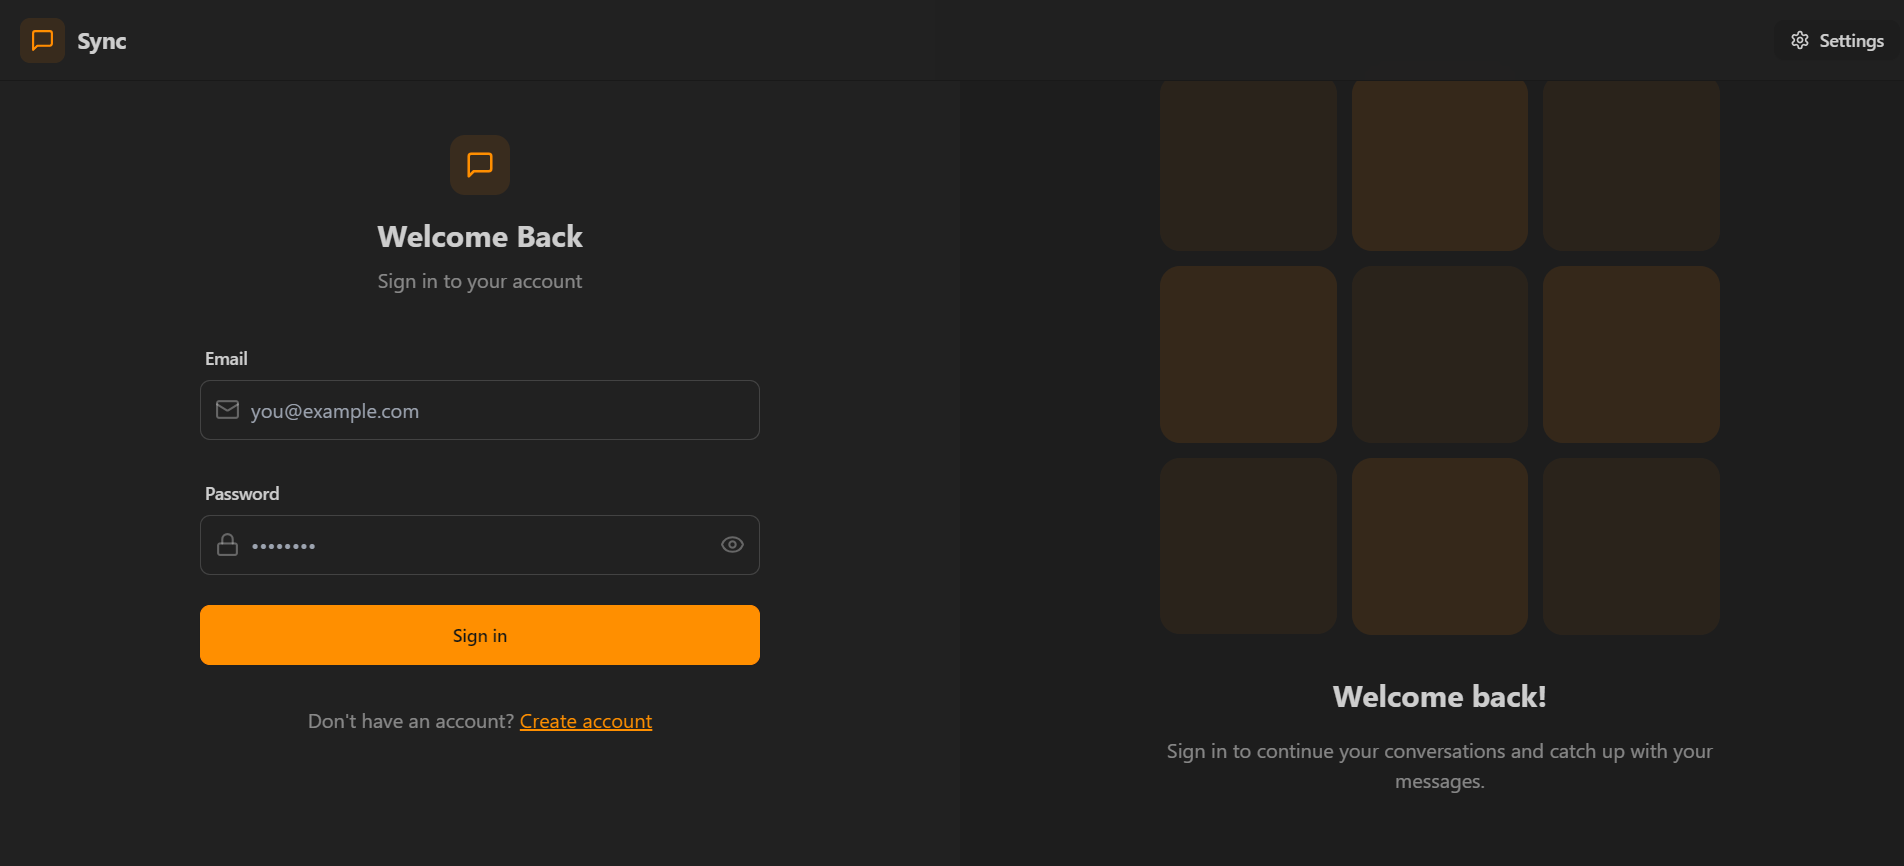 Sync
Settings
Welcome Back
Sign in to your account
Email
you@example.com
Password
••••••••
Sign in
Don't have an account? Create account
Welcome back!
Sign in to continue your conversations and catch up with your
messages.